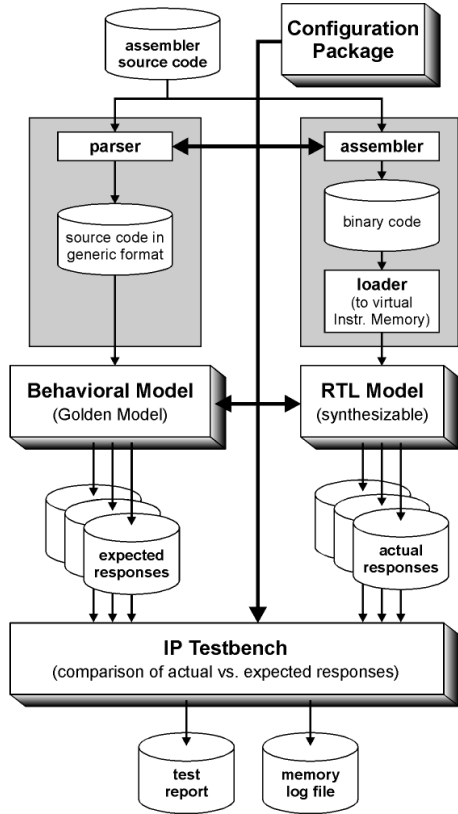 assembler
source code
Configuration
Package
parser
assembler
source code in
generic format
binary code
loader
(to virtual
Instr. Memory)
Behavioral Model
(Golden Model)
RTL Model
(synthesizable)
expected
responses
actual
responses
IP Testbench
(comparison of actual vs. expected responses)
test
report
memory
log file